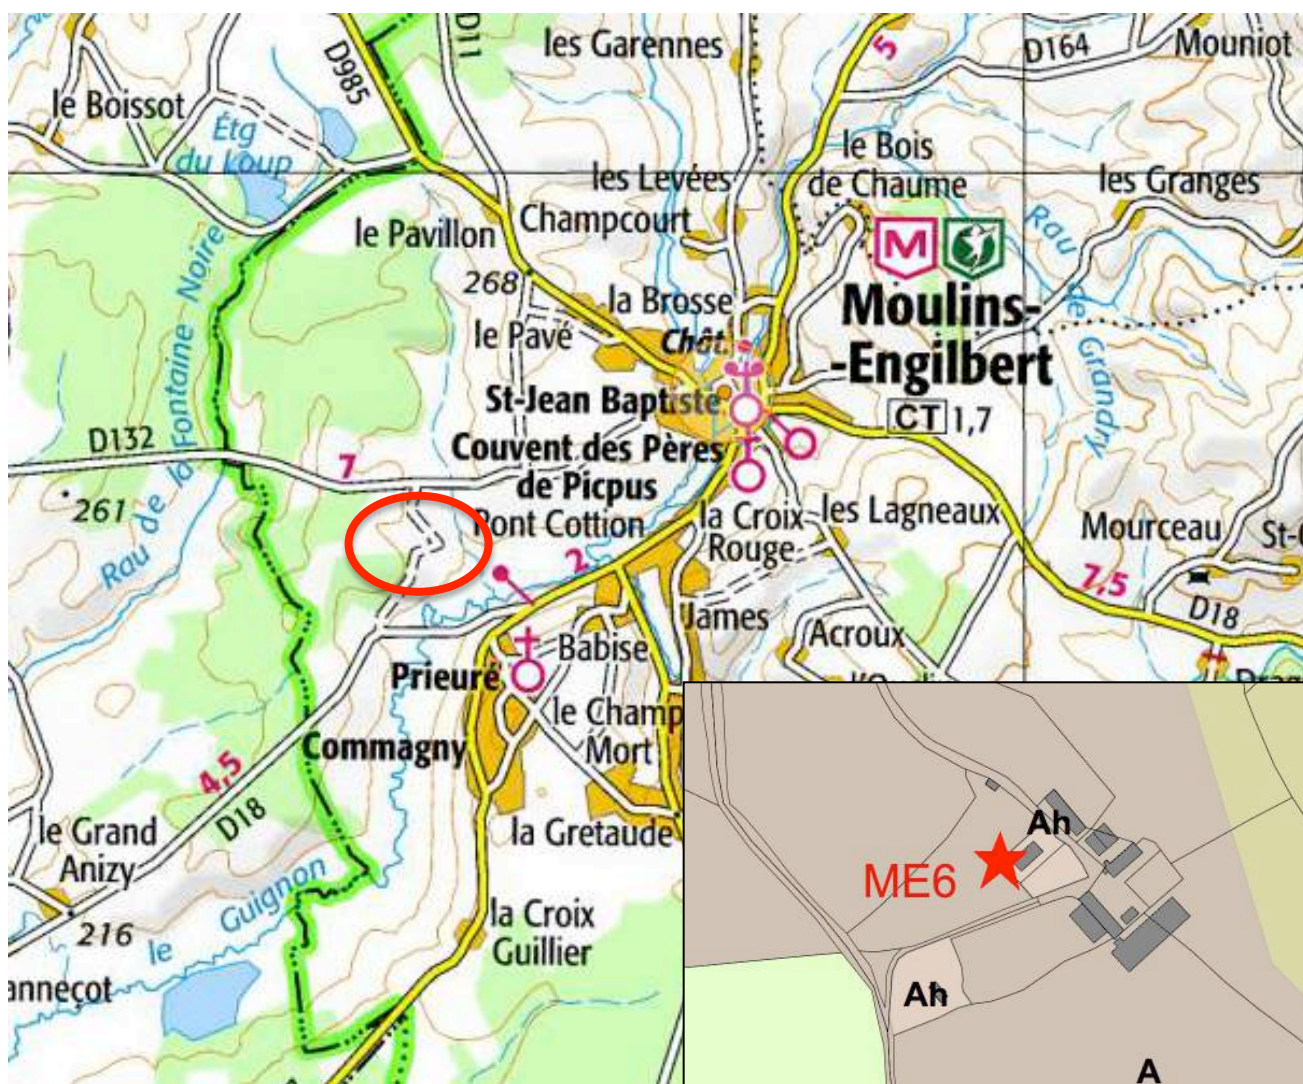 les Garennes
D985
D11
5
D164
Mouniot
le Boissot
Étg
du Loup
le Bois
de Chaume
les Levées
les Granges
Champcourt
le Pavillon
M
Rau de Grandry
268
la Brosse
Moulins-
-Engilbert
le Pavé
Chât.
Rau de la Fontaine Noire
St-Jean Baptiste
CT 1,7
D132
7
Couvent des Pères
de Picpus
261
Pont Cottion
la Croix
Rouge
les Lagneaux
Mourceau
2
7,5
D18
James
Acroux
Babise
Prieuré
le Champ
Mort
Commagny
4,5
D18
le Grand
Anizy
la Gretaude
216
le Guignon
la Croix
Guillier
Ah
ME6
Ah
A